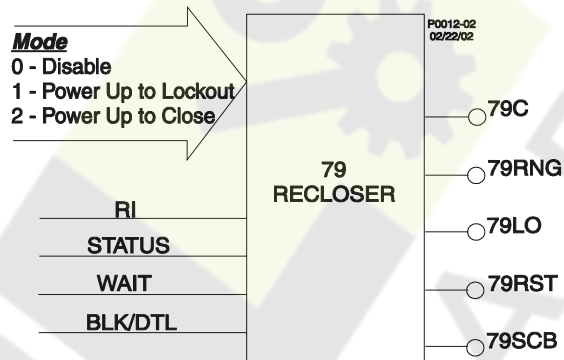 P0012-02
02/22/02
Mode
0 - Disable
1 - Power Up to Lockout
2 - Power Up to Close
79
RECLOSER
RI
STATUS
WAIT
BLK/DTL
79C
79RNG
79LO
79RST
79SCB